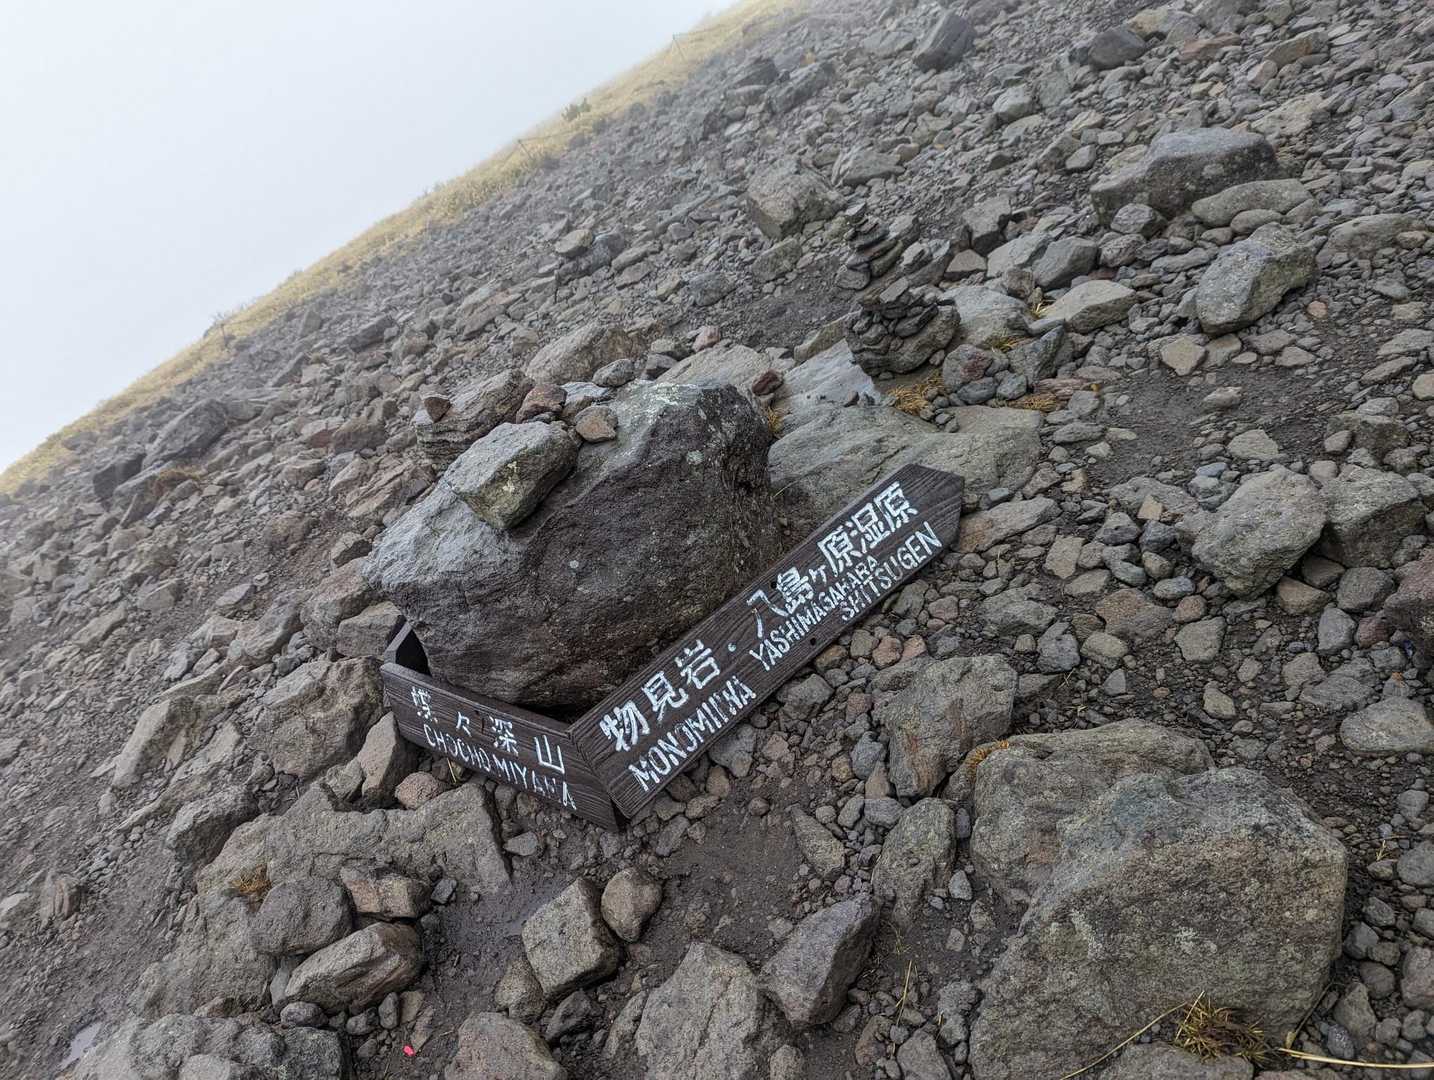 蝶々深山
CHOCHO MIYAMA
物見岩・八島ヶ原湿原
MONOMIIWA YASHIMAGAHARA
SHITSUGEN